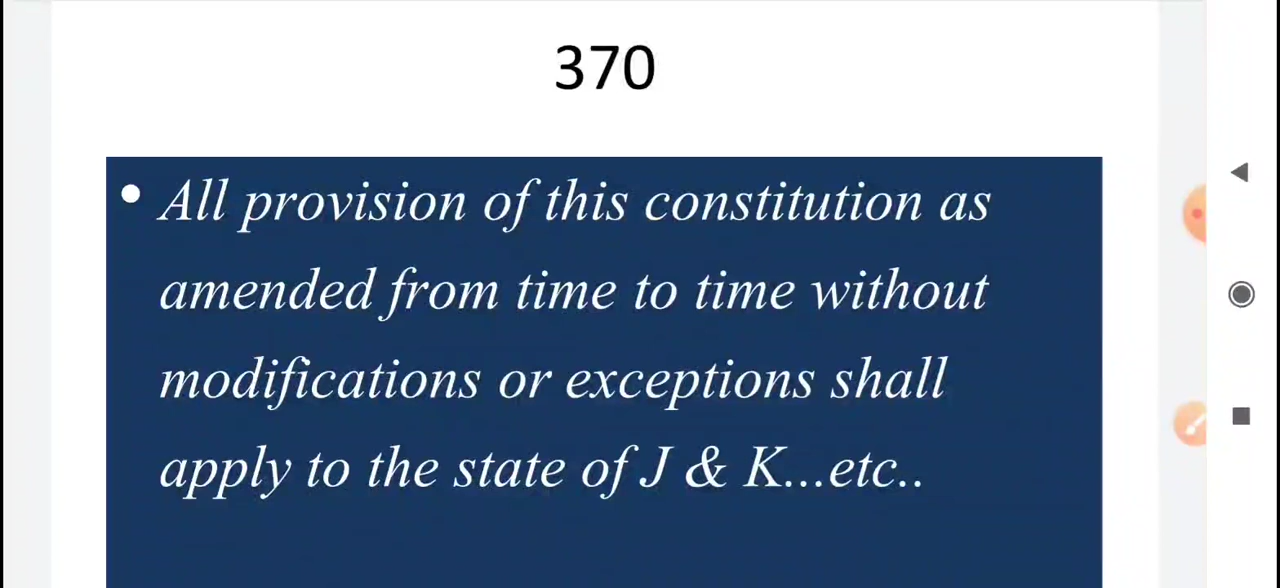 370
• All provision of this constitution as
amended from time to time without
modifications or exceptions shall
apply to the state of J & K...etc..